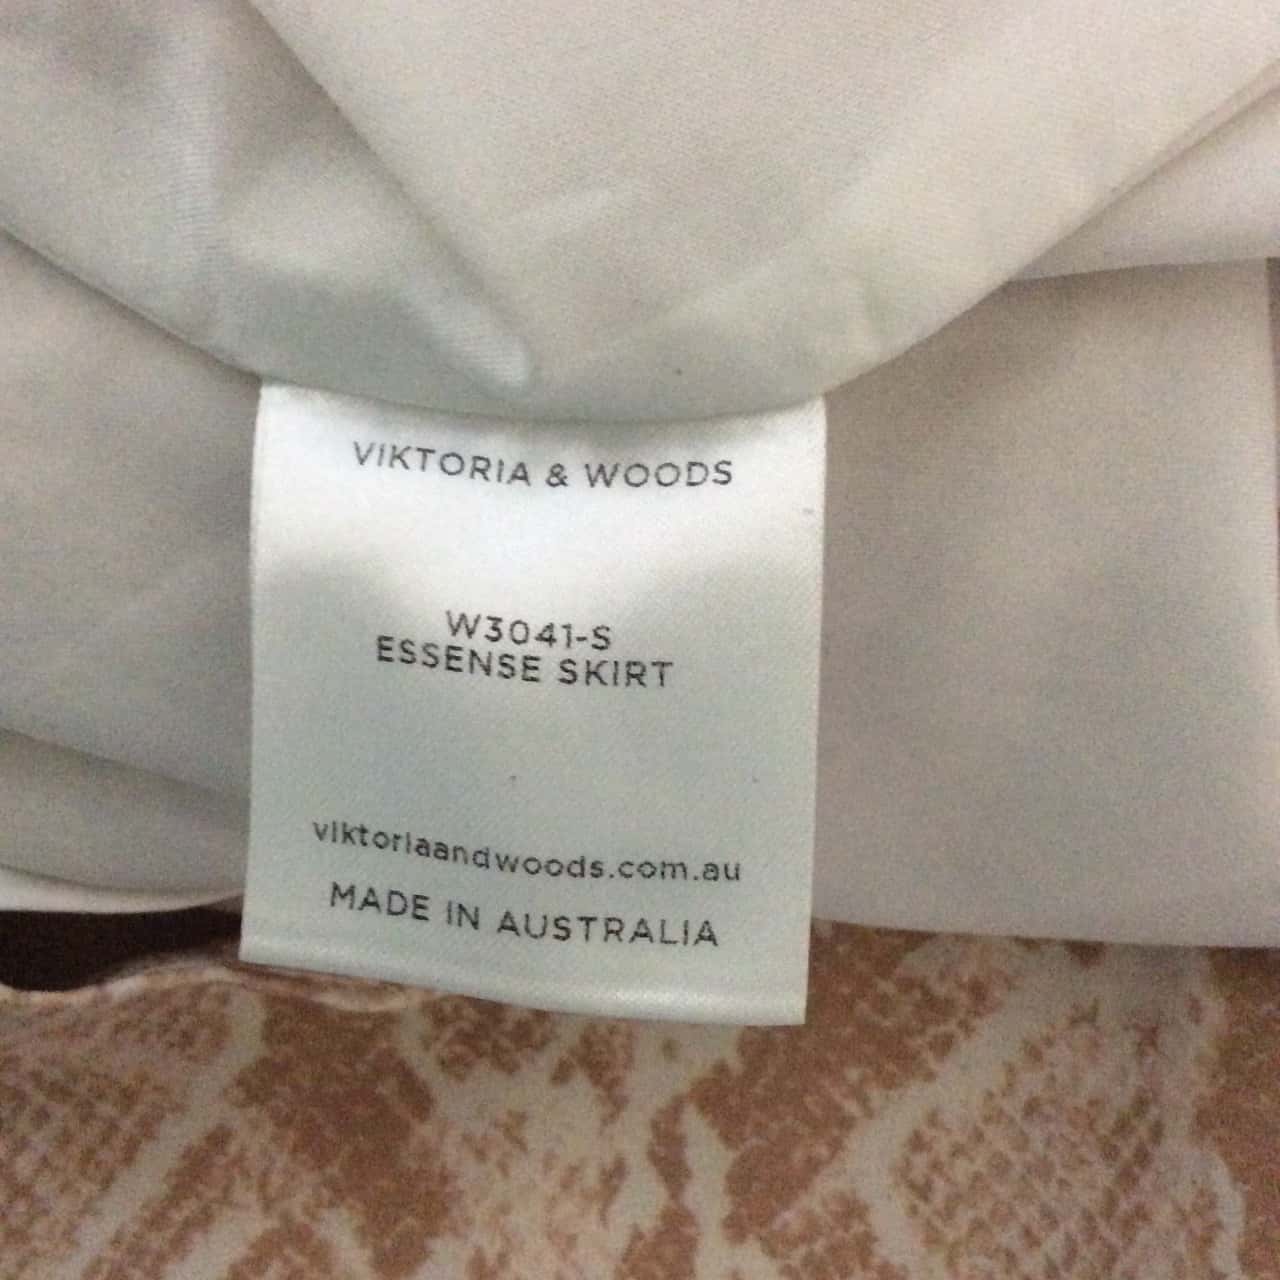 VIKTORIA & WOODS
W3041-S
ESSENSE SKIRT
viktoriaandwoods.com.au
MADE IN AUSTRALIA